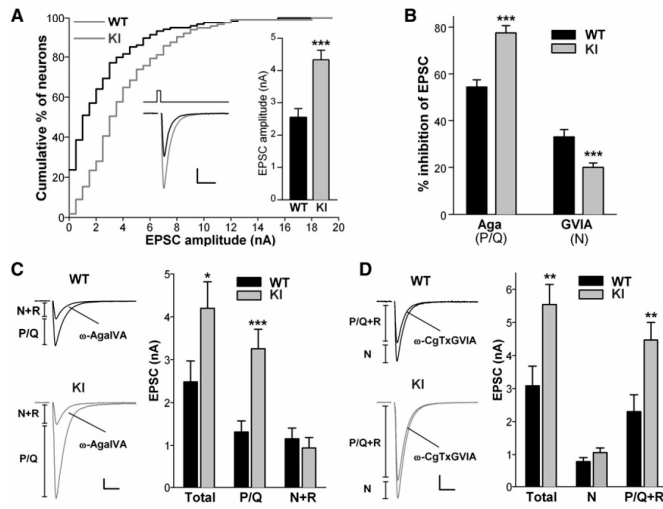 A
100
80
60
40
20
0
Cumulative % of neurons
0 2 4 6 8 10 12 14 16 18 20
EPSC amplitude (nA)
WT
KI
5
4
3
2
1
0
EPSC amplitude (nA)
***
WT KI
B
80
60
40
20
0
% inhibition of EPSC
WT
KI
***
***
Aga GVIA
(P/Q) (N)
C
WT
N+R
P/Q
ω-AgaIVA
KI
N+R
P/Q
ω-AgaIVA
5
4
3
2
1
0
EPSC (nA)
WT
KI
*
***
Total P/Q N+R
D
WT
P/Q+R
N
ω-CgTxGVIA
KI
P/Q+R
N
ω-CgTxGVIA
7
6
5
4
3
2
1
0
EPSC (nA)
WT
KI
**
**
Total N P/Q+R